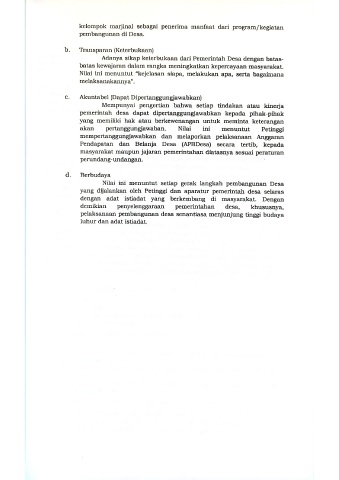 kelompok marjinal sebagai penerima manfaat dari program/kegiatan
pembangunan di Desa.
b. Transparan (Keterbukaan)
Adanya sikap keterbukaan dari Pemerintah Desa dengan batas-
batas kewajaran dalam rangka meningkatkan kepercayaan masyarakat.
Nilai ini menuntut "kejelasan siapa, melakukan apa, serta bagaimana
melaksanakannya".
c. Akuntabel (Dapat Dipertanggungjawabkan)
Mempunyai pengertian bahwa setiap tindakan atau kinerja
pemerintah desa dapat dipertanggungjawabkan kepada pihak-pihak
yang memiliki hak atau berkewenangan untuk meminta keterangan
akan pertanggungjawaban. Nilai ini menuntut Petinggi
mempertanggungjawabkan dan melaporkan pelaksanaan Anggaran
Pendapatan dan Belanja Desa (APBDesa) secara tertib, kepada
masyarakat maupun jajaran pemerintahan diatasnya sesuai peraturan
perundang-undangan.
d. Berbudaya
Nilai ini menuntut setiap gerak langkah pembangunan Desa
yang dijalankan oleh Petinggi dan aparatur pemerintah desa selaras
dengan adat istiadat yang berkembang di masyarakat. Dengan
demikian penyelenggaraan pemerintahan desa, khususnya,
pelaksanaan pembangunan desa senantiasa menjunjung tinggi budaya
luhur dan adat istiadat.